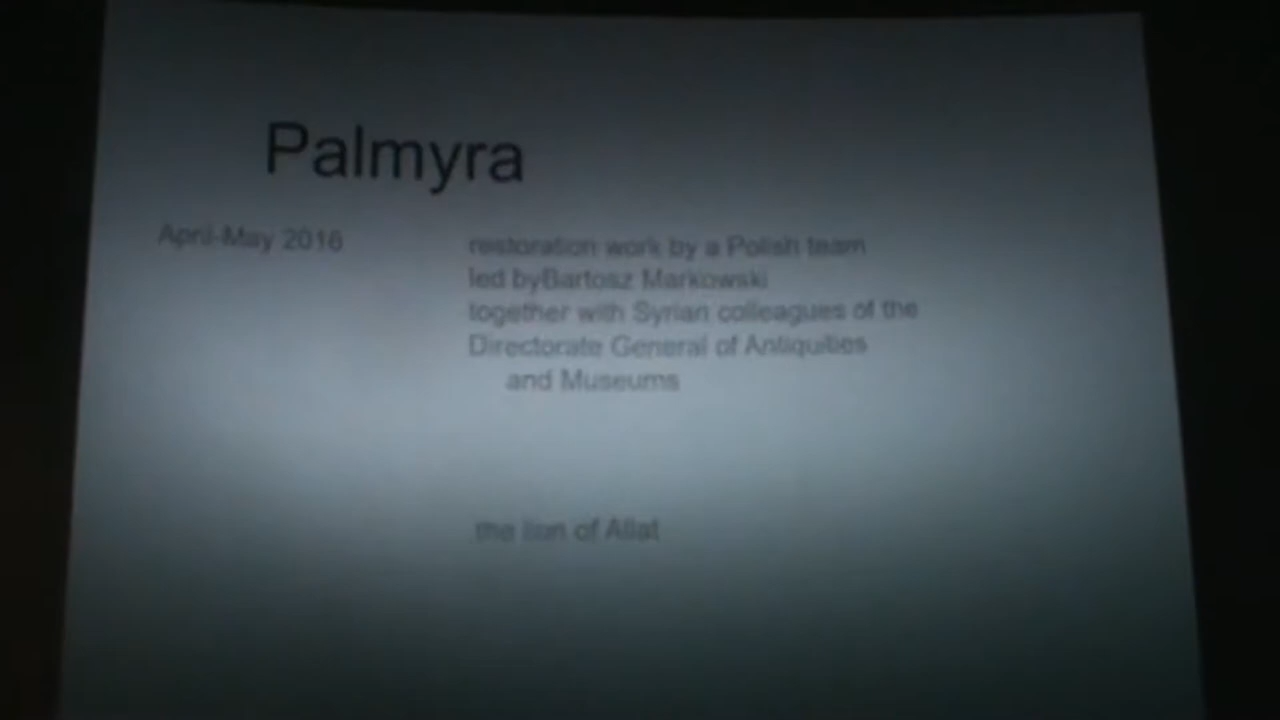 Palmyra
April-May 2016
restoration work by a Polish team
led byBartosz Markowski
together with Syrian colleagues of the
Directorate General of Antiquities
and Museums
the lion of Allat